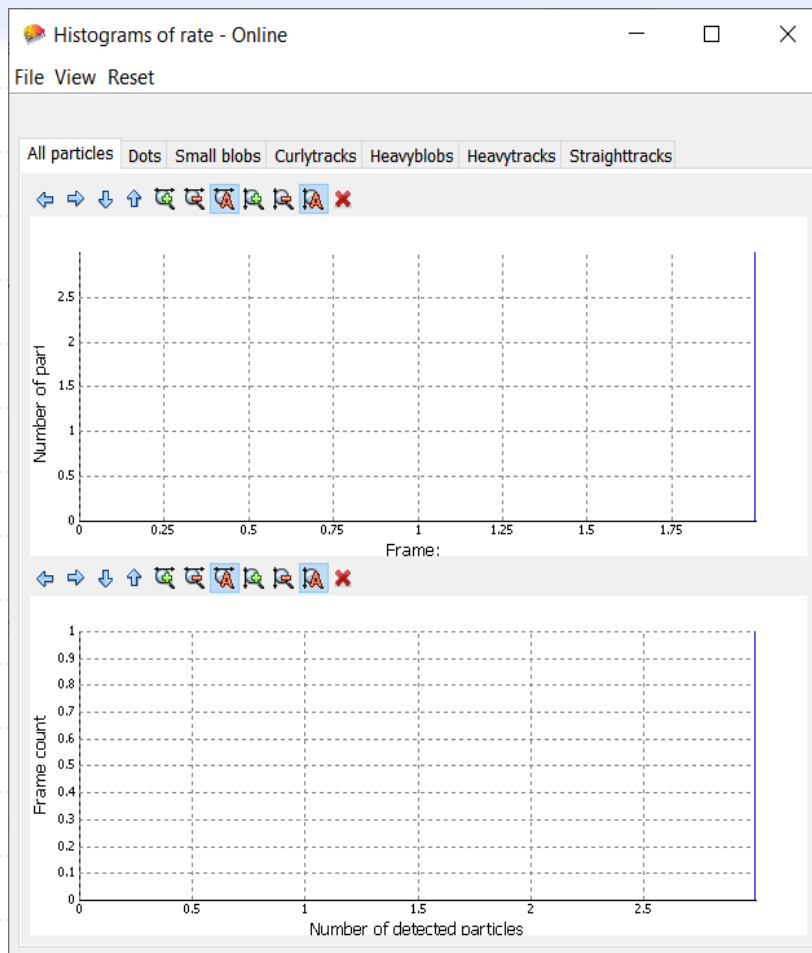 Histograms of rate - Online
File View Reset
All particles Dots Small blobs Curlytracks Heavyblobs Heavytracks Straighttracks
Number of part
2.5
2
1.5
1
0.5
0
0 0.25 0.5 0.75 1 1.25 1.5 1.75
Frame:
Frame count
1
0.9
0.8
0.7
0.6
0.5
0.4
0.3
0.2
0.1
0
0 0.5 1 1.5 2 2.5
Number of detected particles